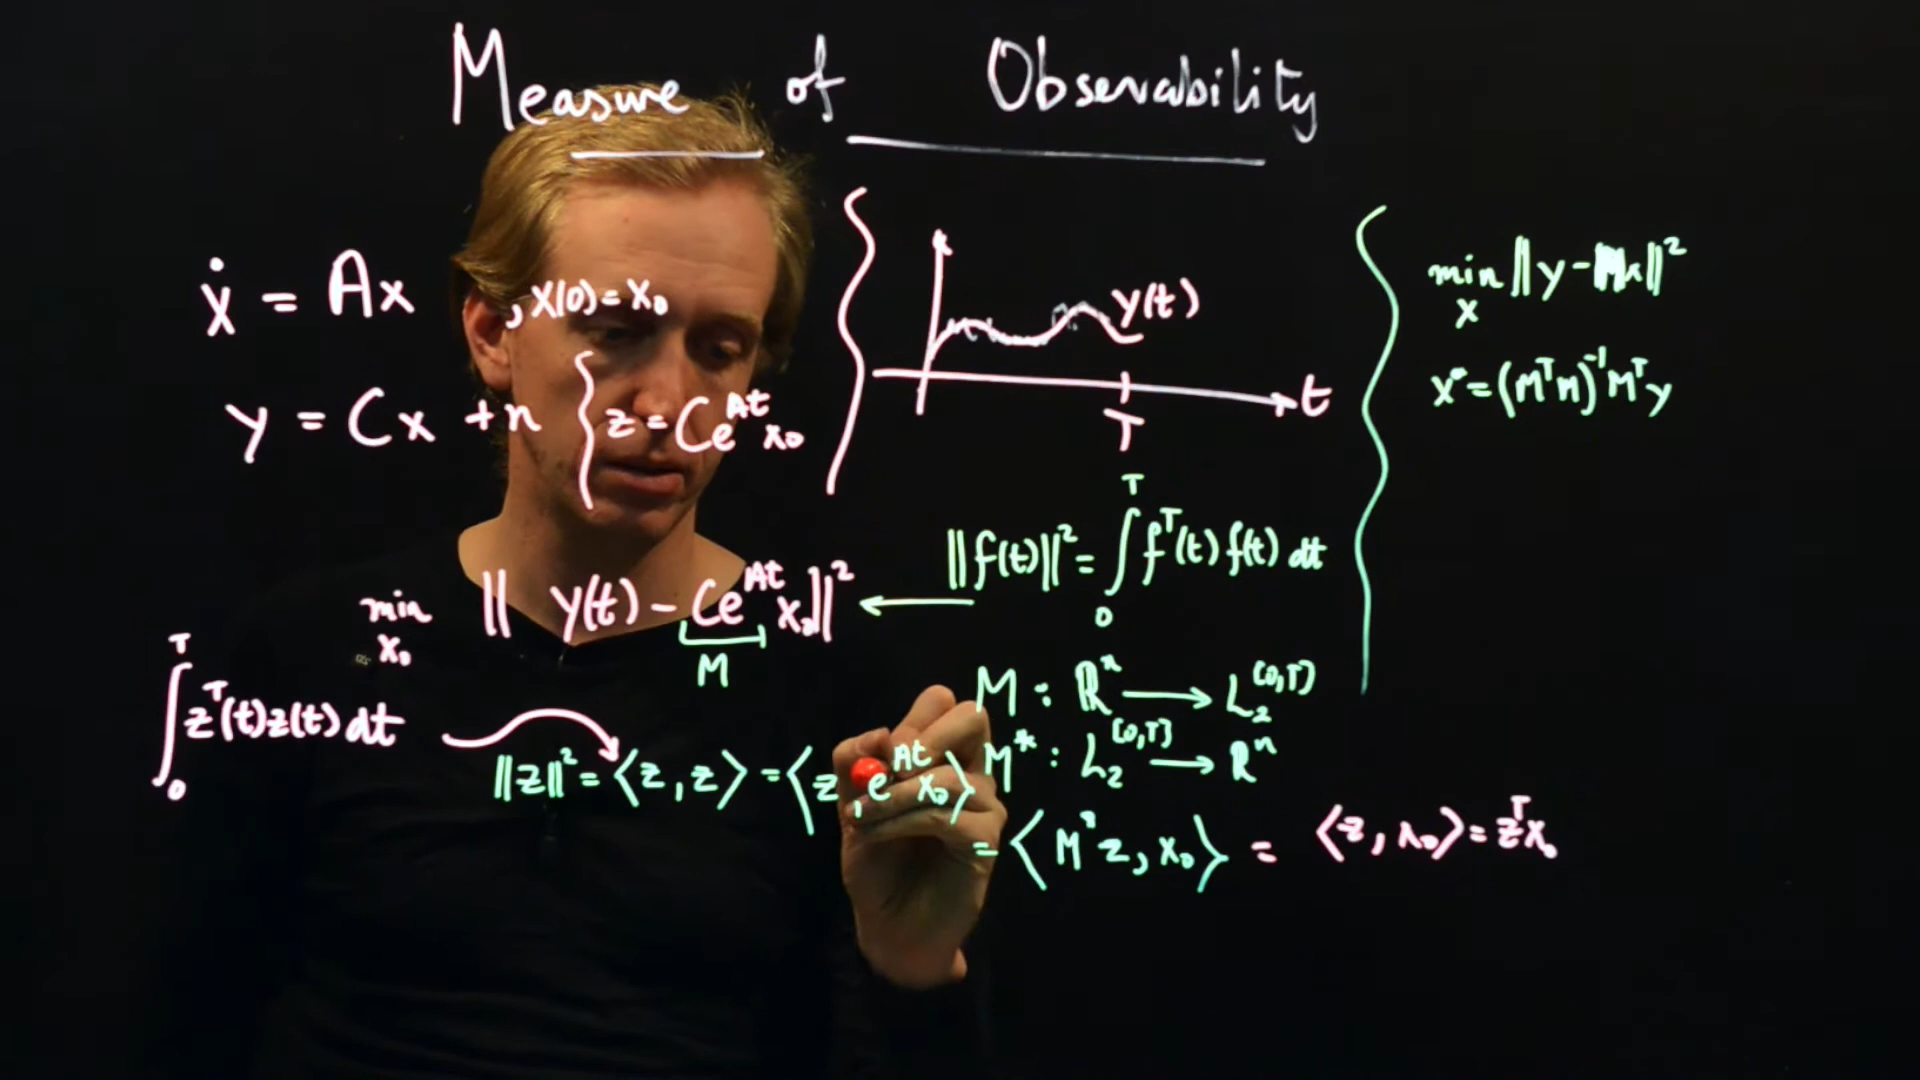 Measure of Observability
ẋ = Ax , x(0) = x₀
y = Cx + n
z = Ce^{At} x₀
y(t)
t
T
min_x ‖y - Mx‖²
x* = (MᵀM)⁻¹Mᵀy
‖f(t)‖² = ∫₀ᵀ fᵀ(t) f(t) dt
min_{x₀} ‖ y(t) - Ce^{At} x₀‖²
M
M : ℝⁿ → L₂^{[0,T]}
M* : L₂^{[0,T]} → ℝⁿ
∫₀ᵀ zᵀ(t)z(t) dt
‖z‖² = ⟨z, z⟩ = ⟨z, e^{At} x₀⟩
= ⟨M*z, x₀⟩ = ⟨z, x₀⟩ = zᵀx₀